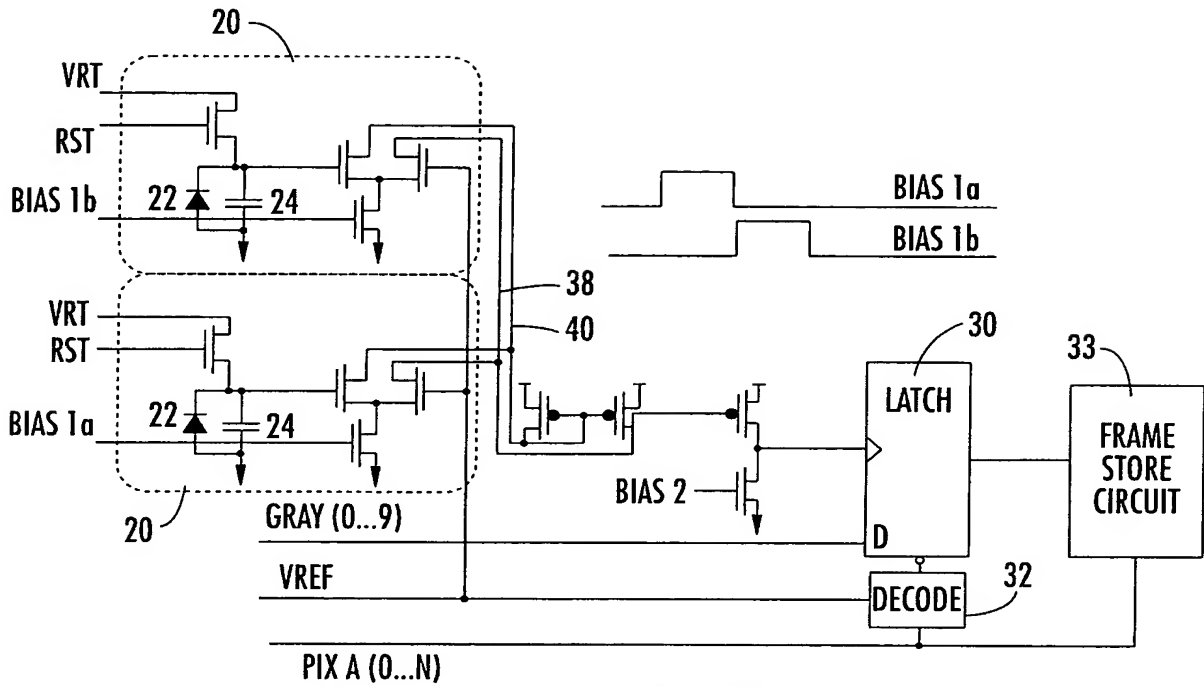 20
VRT
RST
22
24
BIAS 1b
BIAS 1a
BIAS 1b
38
40
VRT
RST
22
24
BIAS 1a
20
30
LATCH
D
33
FRAME
STORE
CIRCUIT
BIAS 2
GRAY (0...9)
VREF
DECODE
32
PIX A (0...N)